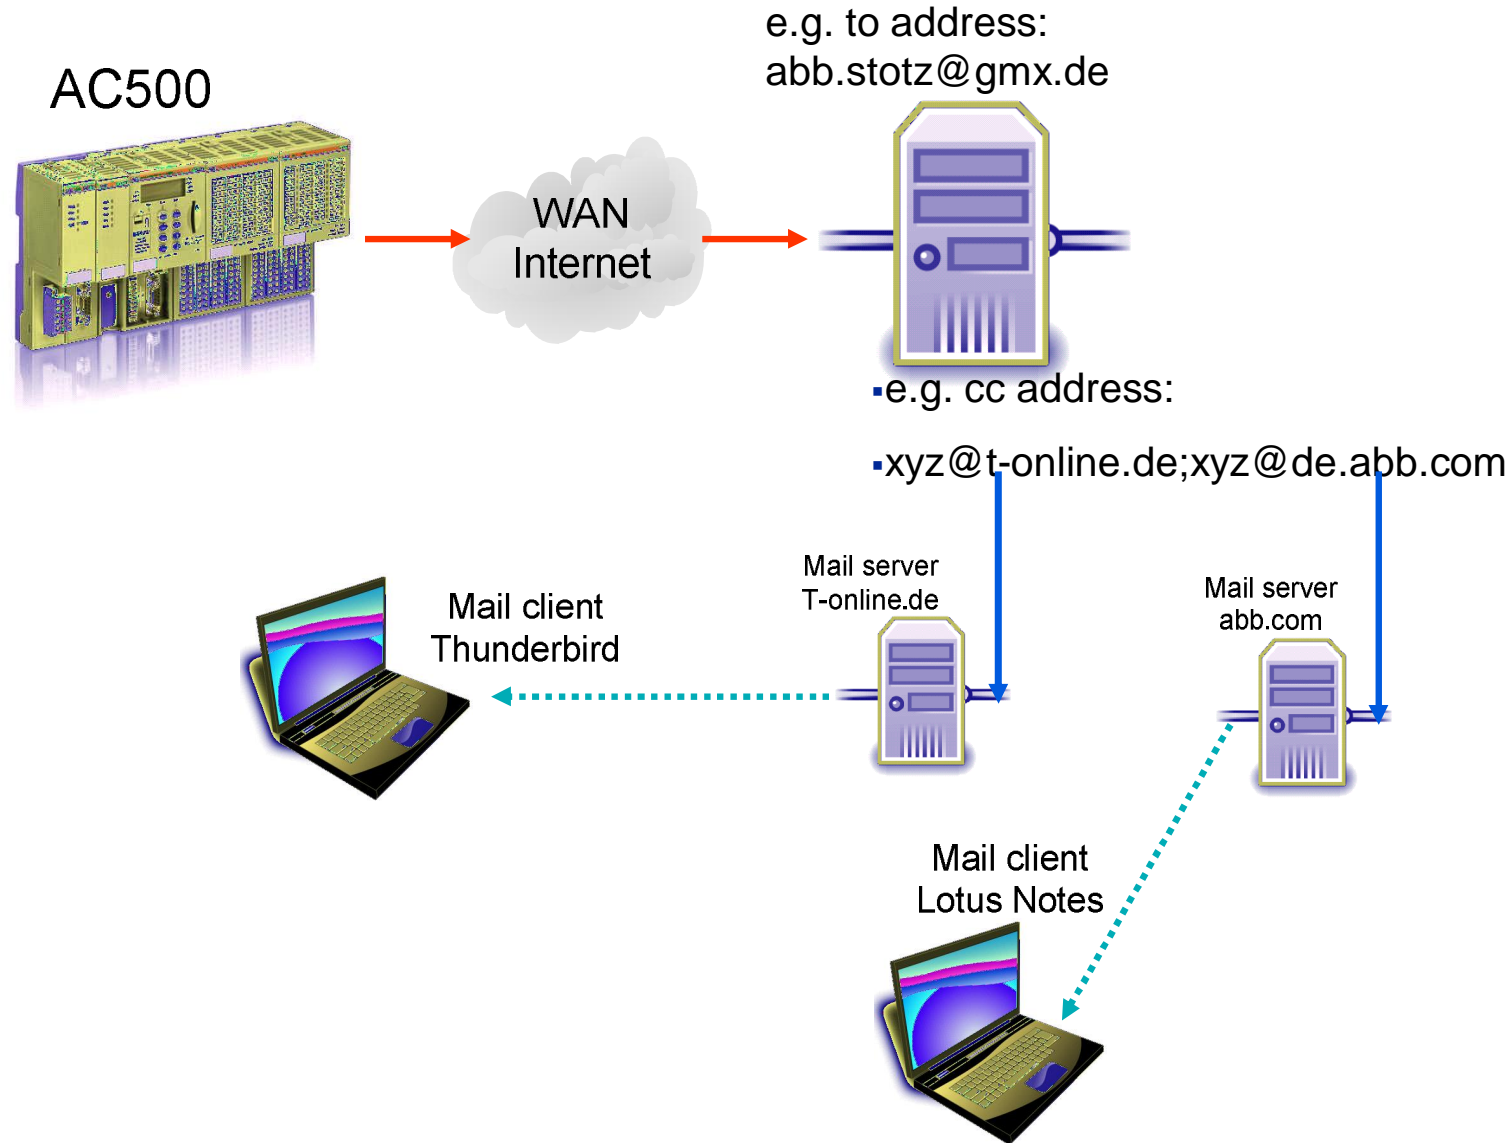 e.g. to address:
abb.stotz@gmx.de
AC500
WAN
Internet
▪e.g. cc address:
▪xyz@t-online.de;xyz@de.abb.com
Mail server
T-online.de
Mail server
abb.com
Mail client
Thunderbird
Mail client
Lotus Notes